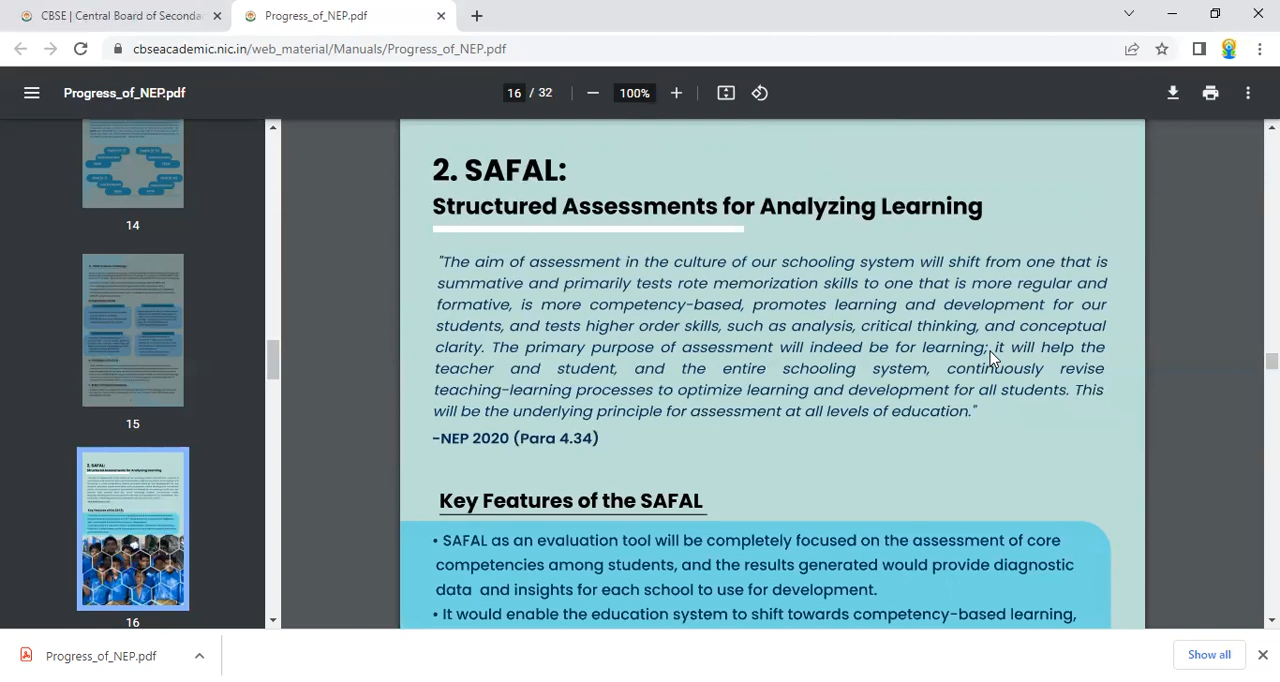 CBSE | Central Board of Seconda
Progress_of_NEP.pdf
cbseacademic.nic.in/web_material/Manuals/Progress_of_NEP.pdf
Progress_of_NEP.pdf
16 / 32
100%
14
15
16
2. SAFAL:
Structured Assessments for Analyzing Learning
"The aim of assessment in the culture of our schooling system will shift from one that is
summative and primarily tests rote memorization skills to one that is more regular and
formative, is more competency-based, promotes learning and development for our
students, and tests higher order skills, such as analysis, critical thinking, and conceptual
clarity. The primary purpose of assessment will indeed be for learning; it will help the
teacher and student, and the entire schooling system, continuously revise
teaching-learning processes to optimize learning and development for all students. This
will be the underlying principle for assessment at all levels of education."
-NEP 2020 (Para 4.34)
Key Features of the SAFAL
• SAFAL as an evaluation tool will be completely focused on the assessment of core
competencies among students, and the results generated would provide diagnostic
data and insights for each school to use for development.
• It would enable the education system to shift towards competency-based learning,
Progress_of_NEP.pdf
Show all